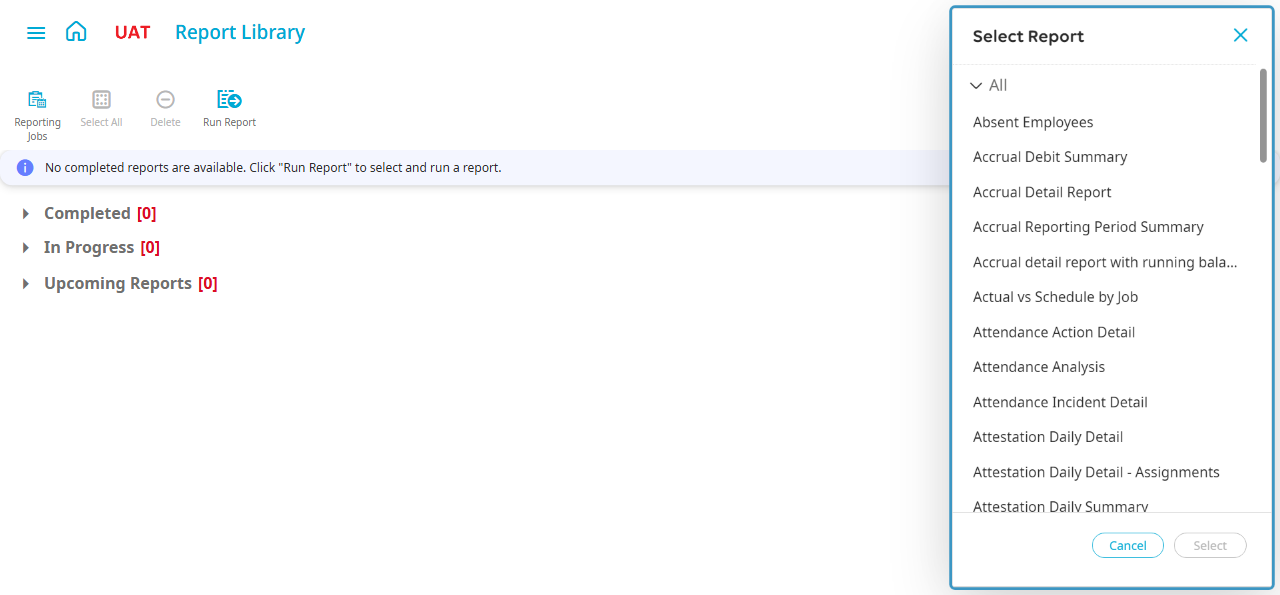 UAT
Report Library
Reporting
Jobs
Select All
Delete
Run Report
No completed reports are available. Click "Run Report" to select and run a report.
Completed [0]
In Progress [0]
Upcoming Reports [0]
Select Report
All
Absent Employees
Accrual Debit Summary
Accrual Detail Report
Accrual Reporting Period Summary
Accrual detail report with running bala...
Actual vs Schedule by Job
Attendance Action Detail
Attendance Analysis
Attendance Incident Detail
Attestation Daily Detail
Attestation Daily Detail - Assignments
Attestation Daily Summary
Cancel
Select